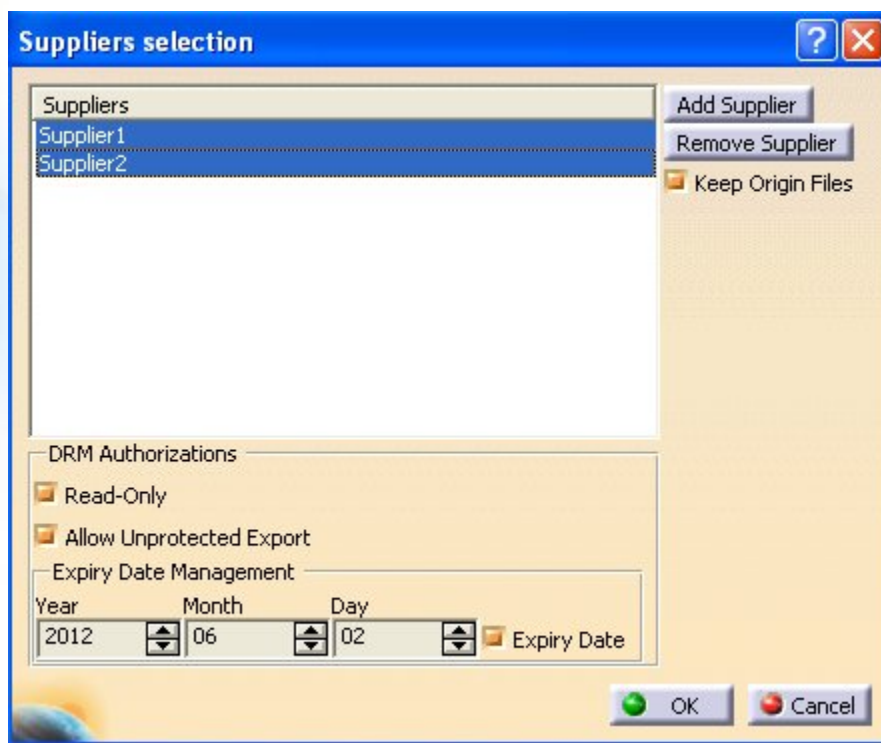 Suppliers selection
Suppliers
Add Supplier
Supplier1
Remove Supplier
Supplier2
Keep Origin Files
DRM Authorizations
Read-Only
Allow Unprotected Export
Expiry Date Management
Year Month Day
2012 06 02 Expiry Date
OK Cancel